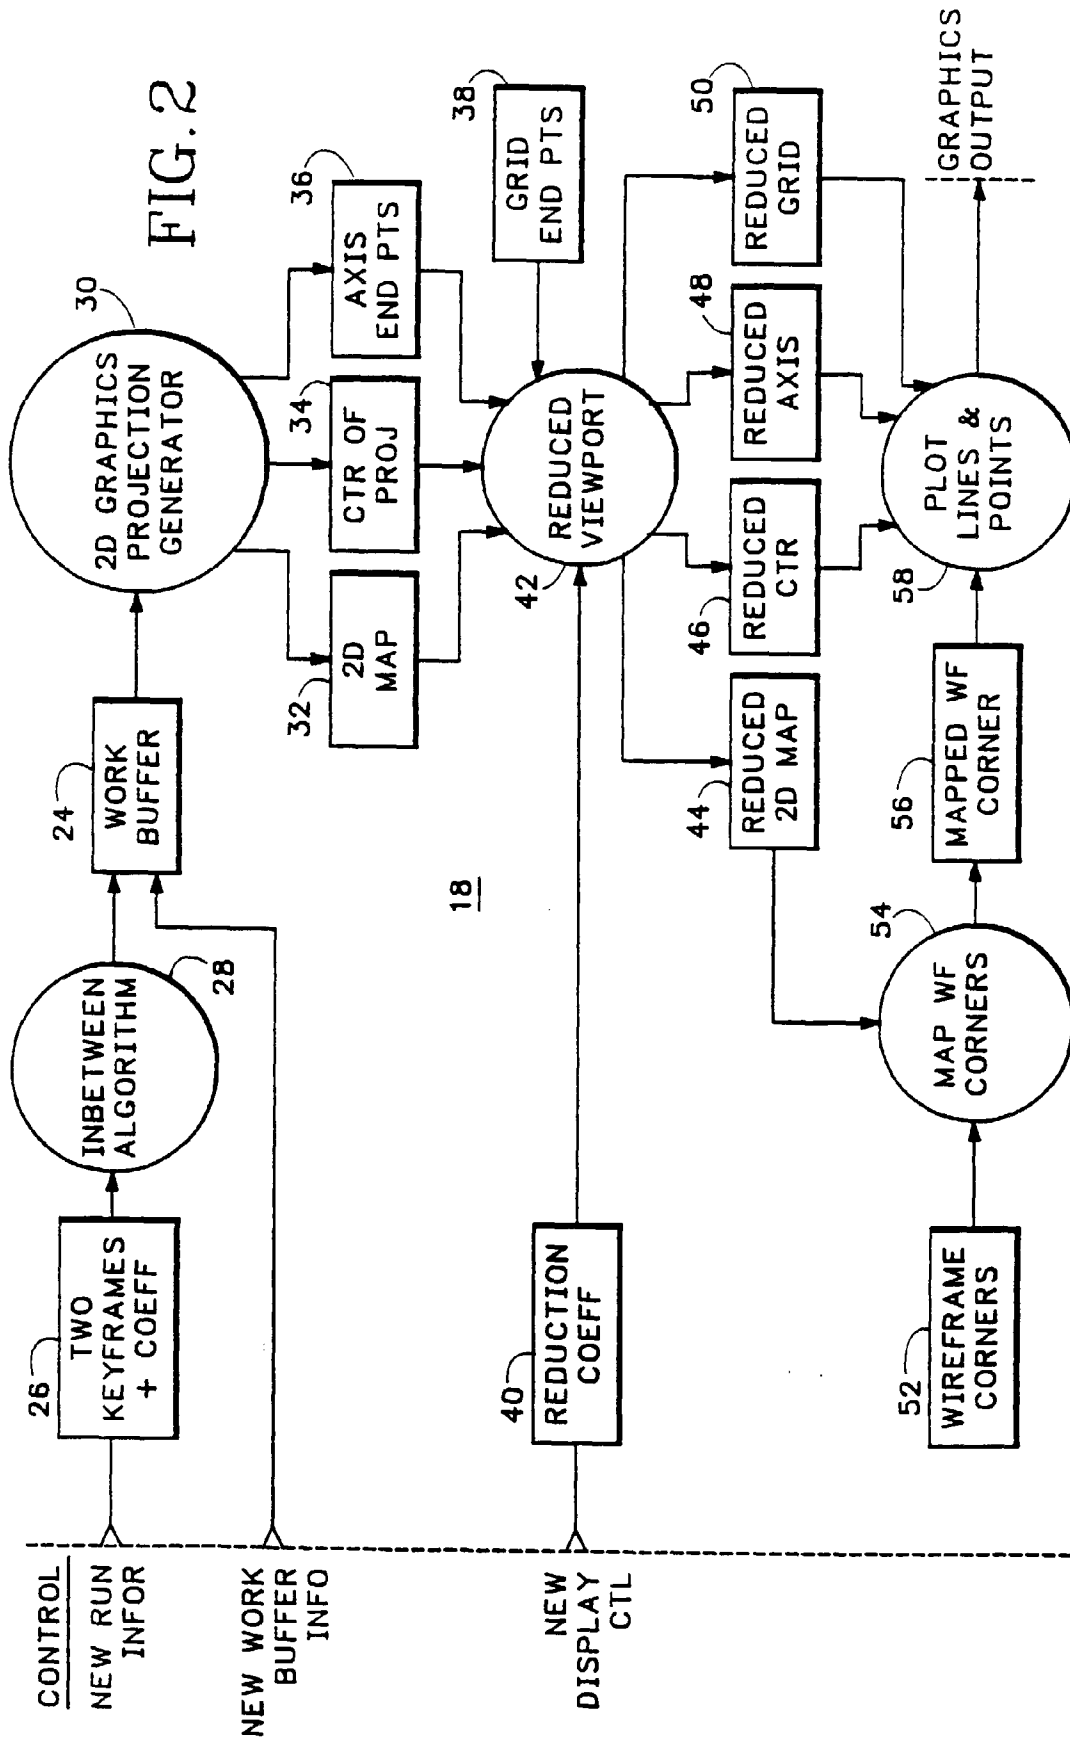 FIG.2
CONTROL
NEW RUN
INFOR
26
TWO
KEYFRAMES
+ COEFF
INBETWEEN
ALGORITHM
28
24
WORK
BUFFER
2D GRAPHICS
PROJECTION
GENERATOR
30
NEW WORK
BUFFER
INFO
32
2D
MAP
34
CTR OF
PROJ
36
AXIS
END PTS
18
38
GRID
END PTS
NEW
DISPLAY
CTL
40
REDUCTION
COEFF
42
REDUCED
VIEWPORT
44
REDUCED
2D MAP
46
REDUCED
CTR
48
REDUCED
AXIS
50
REDUCED
GRID
52
WIREFRAME
CORNERS
54
MAP WF
CORNERS
56
MAPPED WF
CORNER
58
PLOT
LINES &
POINTS
GRAPHICS
OUTPUT